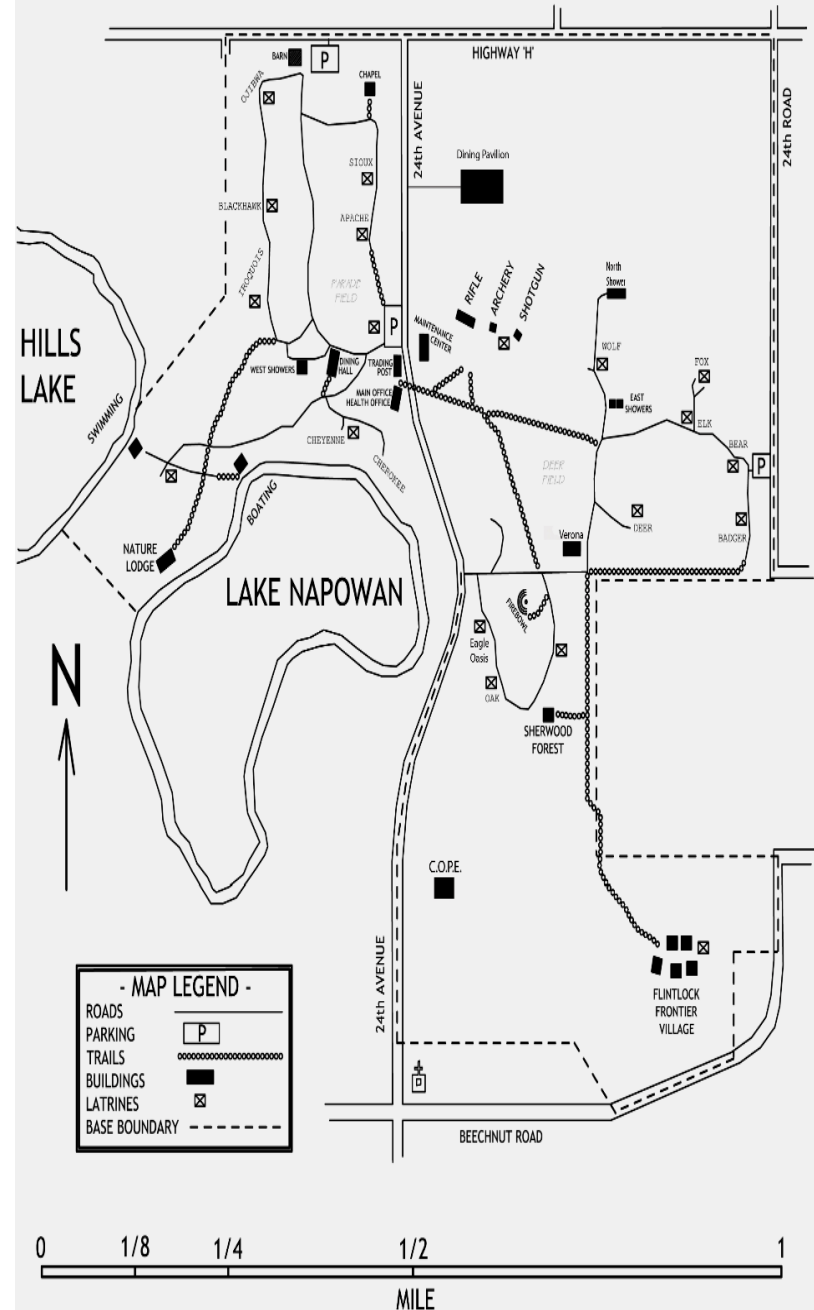 HIGHWAY 'H'
BARN
P
CHAPEL
OJIBWA
24th AVENUE
24th ROAD
Dining Pavilion
SIOUX
BLACKHAWK
APACHE
IROQUOIS
PARADE
FIELD
P
RIFLE
ARCHERY
SHOTGUN
North
Shower
MAINTENANCE
CENTER
HILLS
LAKE
WOLF
FOX
WEST SHOWERS
DINING
HALL
TRADING
POST
MAIN OFFICE
HEALTH OFFICE
EAST
SHOWERS
ELK
SWIMMING
CHEYENNE
CHEROKEE
BEAR
P
DEER
FIELD
BOATING
DEER
BADGER
Verona
NATURE
LODGE
LAKE NAPOWAN
FIREBOWL
Eagle
Oasis
OAK
N
SHERWOOD
FOREST
C.O.P.E.
24th AVENUE
FLINTLOCK
FRONTIER
VILLAGE
- MAP LEGEND -
ROADS
PARKING P
TRAILS
BUILDINGS
LATRINES
BASE BOUNDARY
BEECHNUT ROAD
0 1/8 1/4 1/2 1
MILE